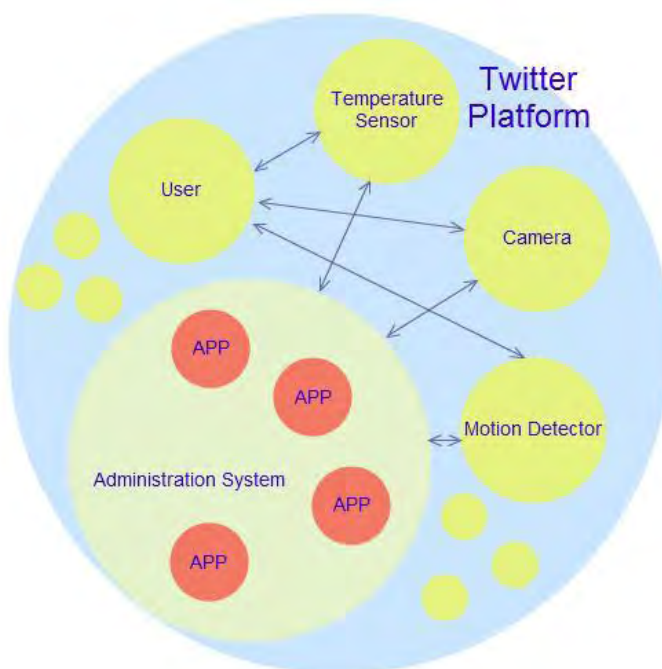 Twitter
Platform
Temperature
Sensor
User
Camera
APP
APP
Motion Detector
Administration System
APP
APP